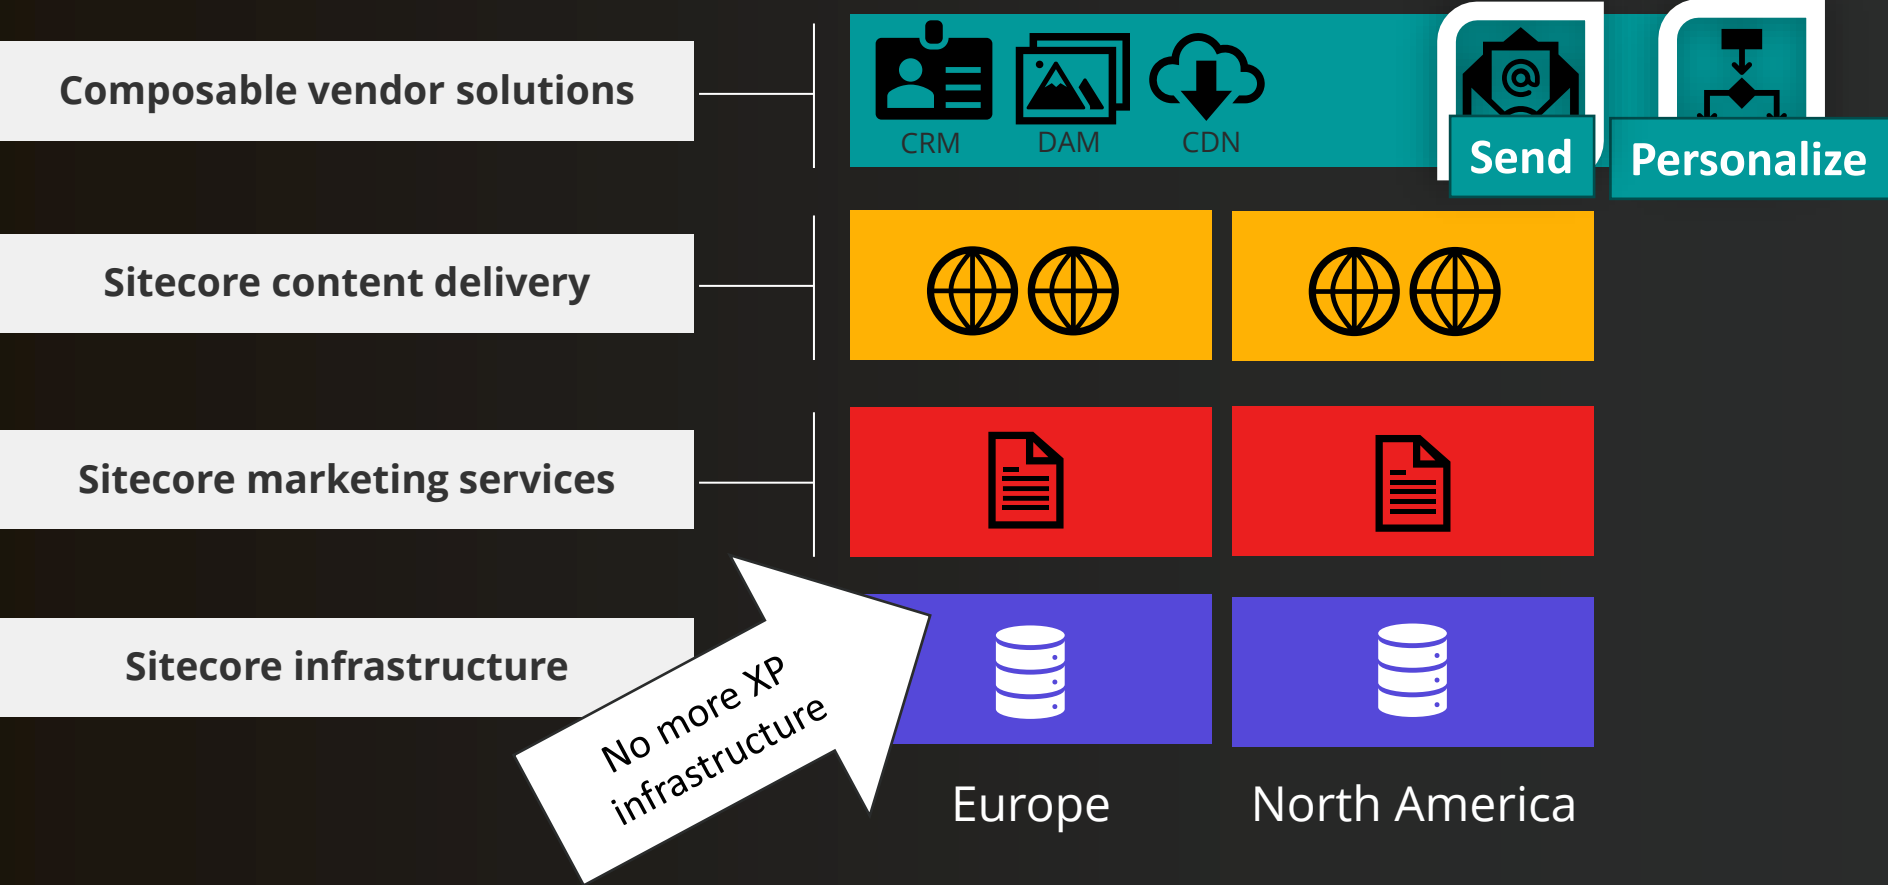 Composable vendor solutions
CRM
DAM
CDN
@
Send
Personalize
Sitecore content delivery
Sitecore marketing services
Sitecore infrastructure
No more XP
infrastructure
Europe
North America